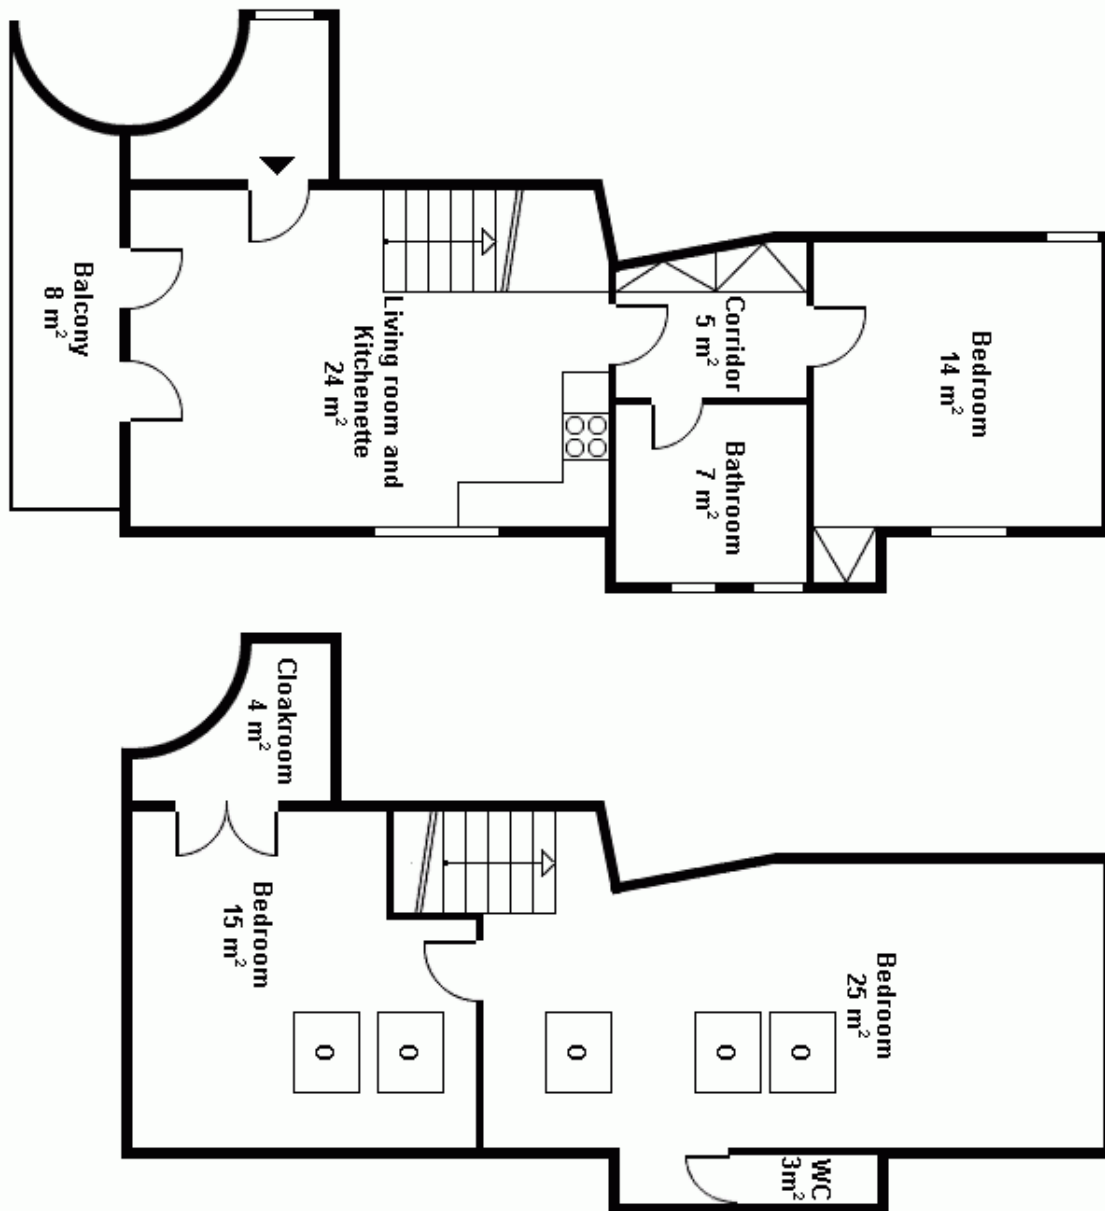 Balcony
8 m²
Living room and
Kitchenette
24 m²
Corridor
5 m²
Bathroom
7 m²
Bedroom
14 m²
Cloakroom
4 m²
Bedroom
15 m²
Bedroom
25 m²
O
O
O
O
O
WC
3m²